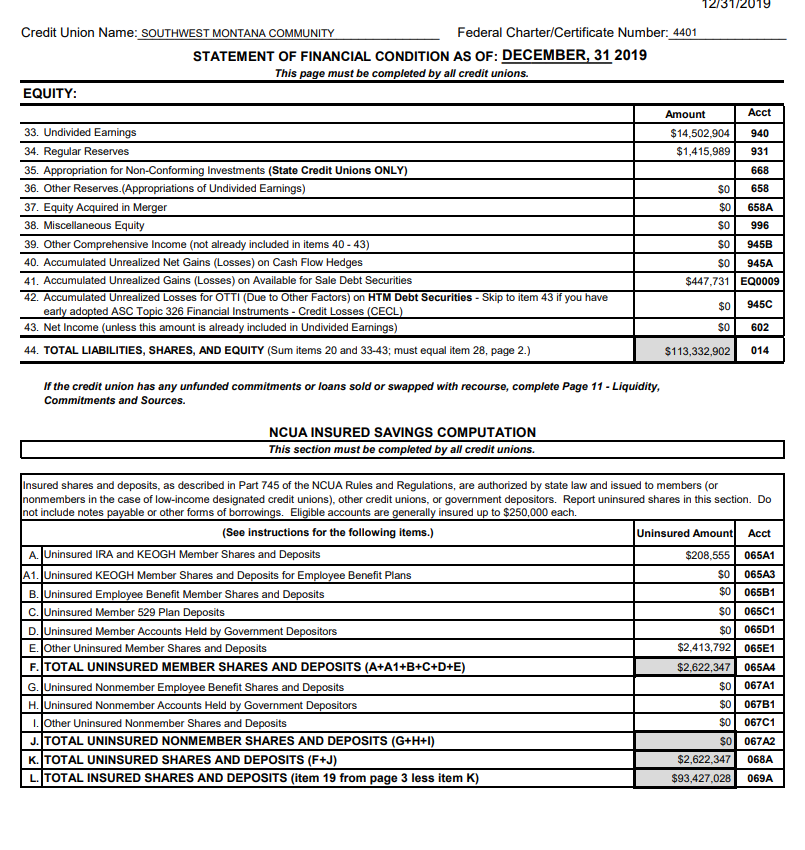 12/31/2019
Credit Union Name: SOUTHWEST MONTANA COMMUNITY Federal Charter/Certificate Number: 4401
STATEMENT OF FINANCIAL CONDITION AS OF: DECEMBER, 31 2019
This page must be completed by all credit unions.
EQUITY:
Amount Acct
33. Undivided Earnings $14,502,904 940
34. Regular Reserves $1,415,989 931
35. Appropriation for Non-Conforming Investments (State Credit Unions ONLY) 668
36. Other Reserves.(Appropriations of Undivided Earnings) $0 658
37. Equity Acquired in Merger $0 658A
38. Miscellaneous Equity $0 996
39. Other Comprehensive Income (not already included in items 40 - 43) $0 945B
40. Accumulated Unrealized Net Gains (Losses) on Cash Flow Hedges $0 945A
41. Accumulated Unrealized Gains (Losses) on Available for Sale Debt Securities $447,731 EQ0009
42. Accumulated Unrealized Losses for OTTI (Due to Other Factors) on HTM Debt Securities - Skip to item 43 if you have
early adopted ASC Topic 326 Financial Instruments - Credit Losses (CECL) $0 945C
43. Net Income (unless this amount is already included in Undivided Earnings) $0 602
44. TOTAL LIABILITIES, SHARES, AND EQUITY (Sum items 20 and 33-43; must equal item 28, page 2.) $113,332,902 014
If the credit union has any unfunded commitments or loans sold or swapped with recourse, complete Page 11 - Liquidity,
Commitments and Sources.
NCUA INSURED SAVINGS COMPUTATION
This section must be completed by all credit unions.
Insured shares and deposits, as described in Part 745 of the NCUA Rules and Regulations, are authorized by state law and issued to members (or
nonmembers in the case of low-income designated credit unions), other credit unions, or government depositors. Report uninsured shares in this section. Do
not include notes payable or other forms of borrowings. Eligible accounts are generally insured up to $250,000 each.
(See instructions for the following items.) Uninsured Amount Acct
A. Uninsured IRA and KEOGH Member Shares and Deposits $208,555 065A1
A1. Uninsured KEOGH Member Shares and Deposits for Employee Benefit Plans $0 065A3
B. Uninsured Employee Benefit Member Shares and Deposits $0 065B1
C. Uninsured Member 529 Plan Deposits $0 065C1
D. Uninsured Member Accounts Held by Government Depositors $0 065D1
E. Other Uninsured Member Shares and Deposits $2,413,792 065E1
F. TOTAL UNINSURED MEMBER SHARES AND DEPOSITS (A+A1+B+C+D+E) $2,622,347 065A4
G. Uninsured Nonmember Employee Benefit Shares and Deposits $0 067A1
H. Uninsured Nonmember Accounts Held by Government Depositors $0 067B1
I. Other Uninsured Nonmember Shares and Deposits $0 067C1
J. TOTAL UNINSURED NONMEMBER SHARES AND DEPOSITS (G+H+I) $0 067A2
K. TOTAL UNINSURED SHARES AND DEPOSITS (F+J) $2,622,347 068A
L. TOTAL INSURED SHARES AND DEPOSITS (item 19 from page 3 less item K) $93,427,028 069A